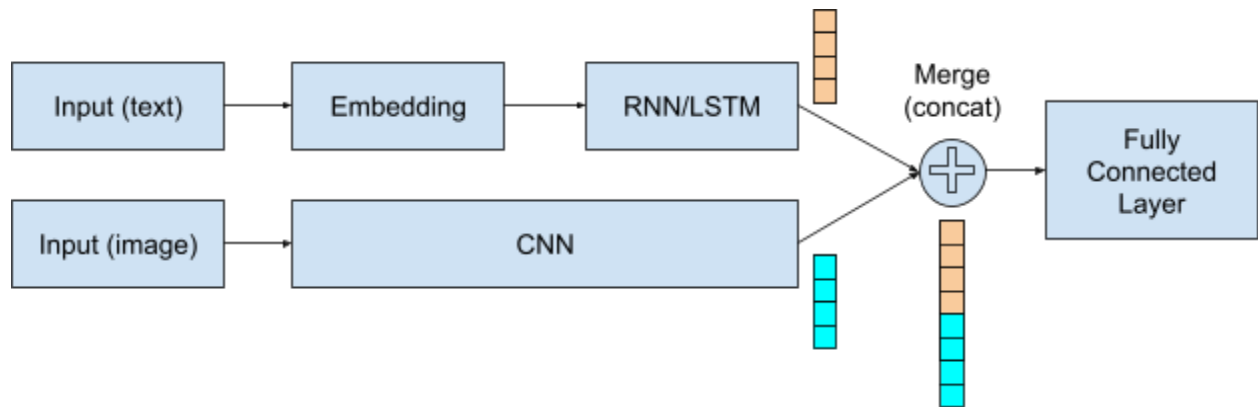 Input (text)
Embedding
RNN/LSTM
Merge
(concat)
Fully
Connected
Layer
Input (image)
CNN